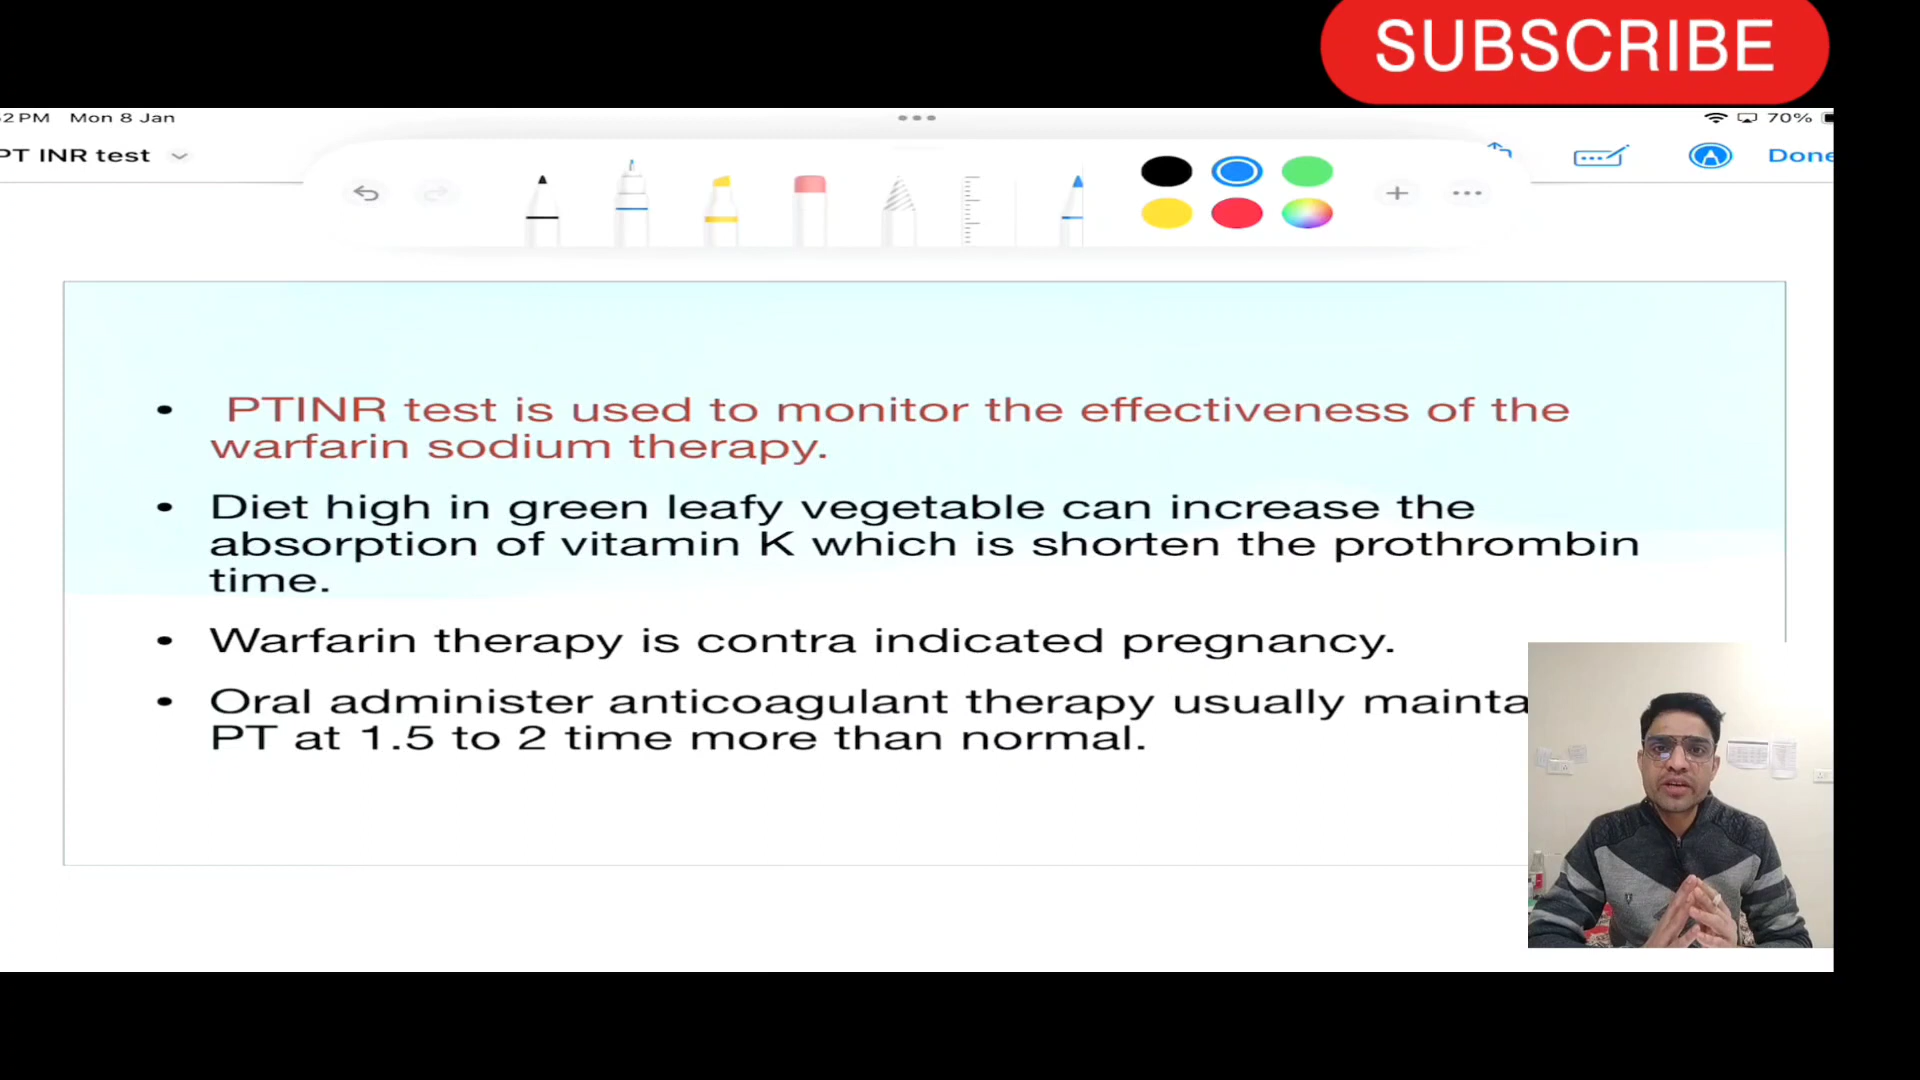 SUBSCRIBE
2 PM Mon 8 Jan
70%
PT INR test
Done
• PTINR test is used to monitor the effectiveness of the
warfarin sodium therapy.
• Diet high in green leafy vegetable can increase the
absorption of vitamin K which is shorten the prothrombin
time.
• Warfarin therapy is contra indicated pregnancy.
• Oral administer anticoagulant therapy usually mainta
PT at 1.5 to 2 time more than normal.